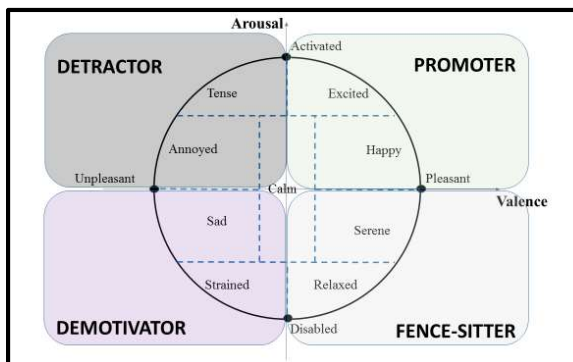 Arousal
Activated
DETRACTOR
PROMOTER
Tense
Excited
Annoyed
Happy
Unpleasant
Calm
Pleasant
Valence
Sad
Serene
Strained
Relaxed
DEMOTIVATOR
Disabled
FENCE-SITTER